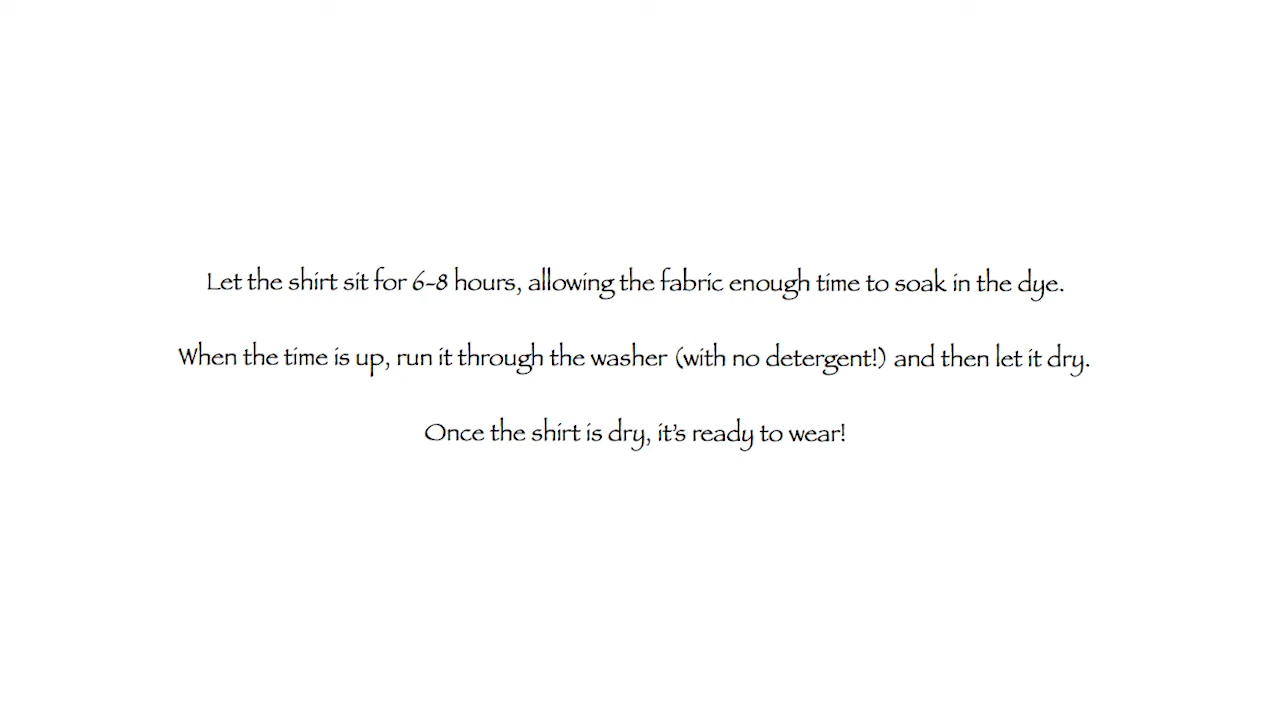 Let the shirt sit for 6-8 hours, allowing the fabric enough time to soak in the dye.
When the time is up, run it through the washer (with no detergent!) and then let it dry.
Once the shirt is dry, it's ready to wear!